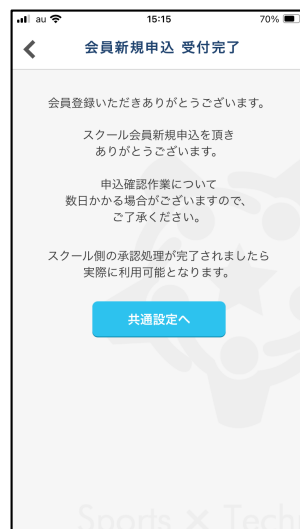 au 15:15 70%
会員新規申込 受付完了
会員登録いただきありがとうございます。
スクール会員新規申込を頂き
ありがとうございます。
申込確認作業について
数日かかる場合がございますので、
ご了承ください。
スクール側の承認処理が完了されましたら
実際に利用可能となります。
共通設定へ
Sports × Tech